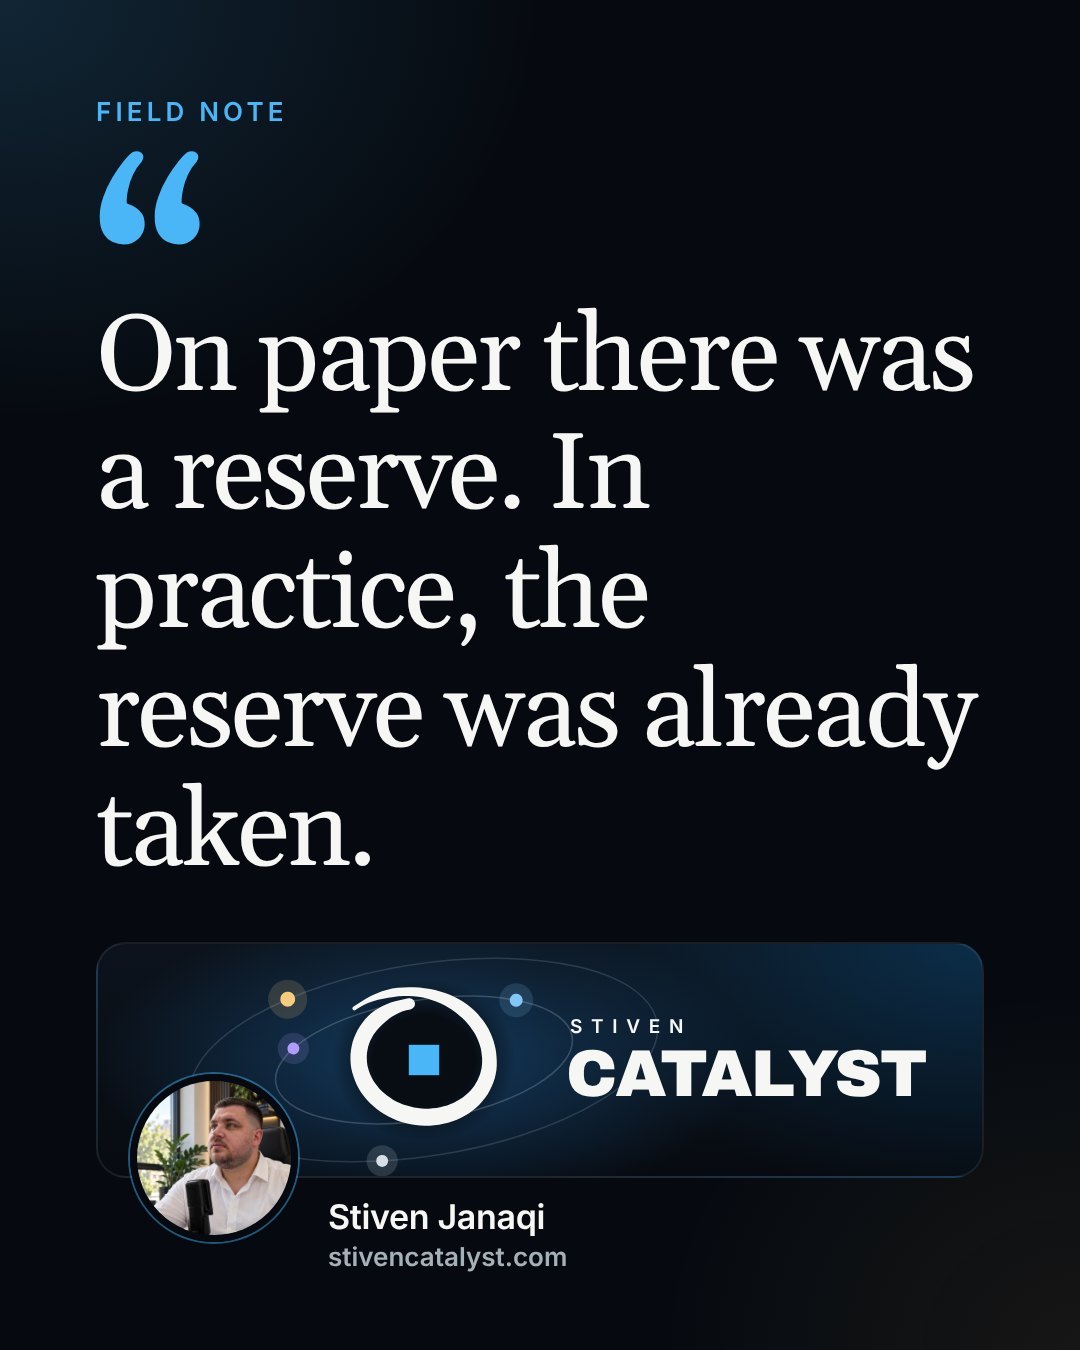 FIELD NOTE
“
On paper there was
a reserve. In
practice, the
reserve was already
taken.
STIVEN
CATALYST
Stiven Janaqi
stivencatalyst.com